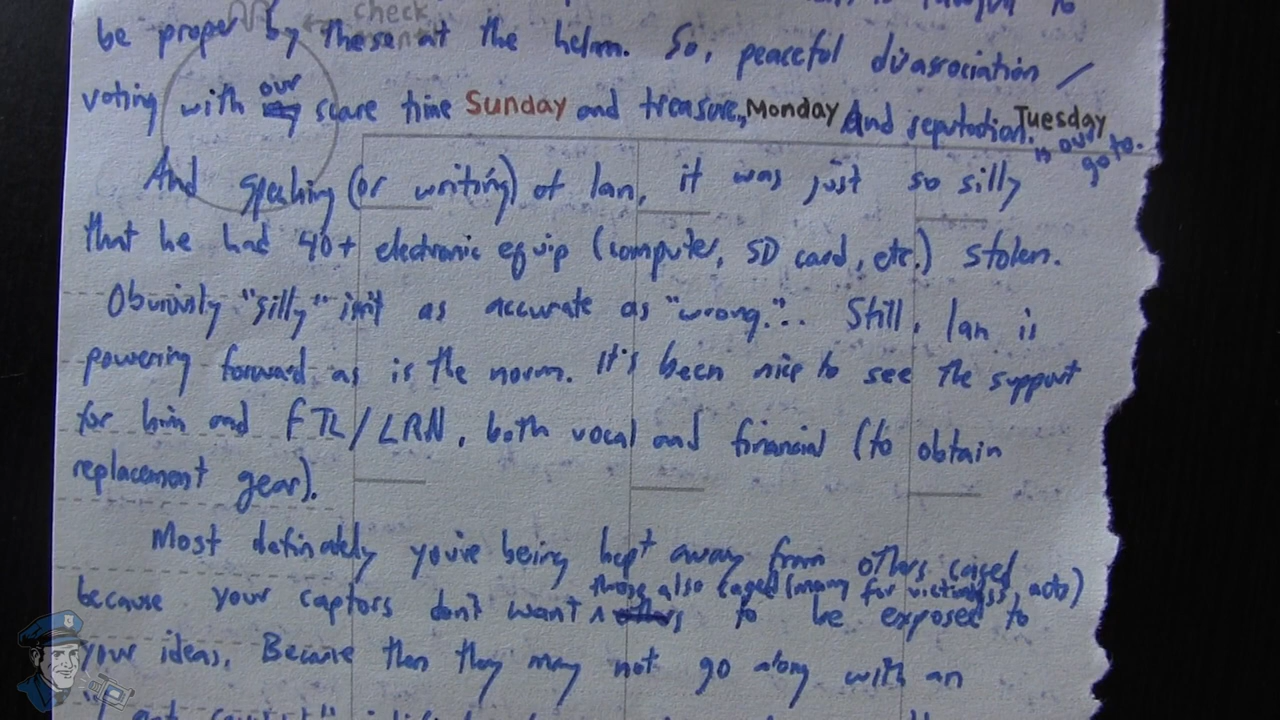 check
be proper by these at the helm. So, peaceful disassociation /
voting with our scare time Sunday and treasure, Monday And reputation. Tuesday
is our go to.
And speaking (or writing) of Ian, it was just so silly
that he had 40+ electronic equip (computer, SD card, etc.) stolen.
Obviously "silly" isn't as accurate as "wrong."... Still, Ian is
powering forward as is the norm. It's been nice to see the support
for him and FTL/LRN, both vocal and financial (to obtain
replacement gear).
Most definately you're being kept away from others caged
those also caged (many for victimless acts)
because your captors don't want ^ to be exposed to
your ideas. Because then they may not go along with an